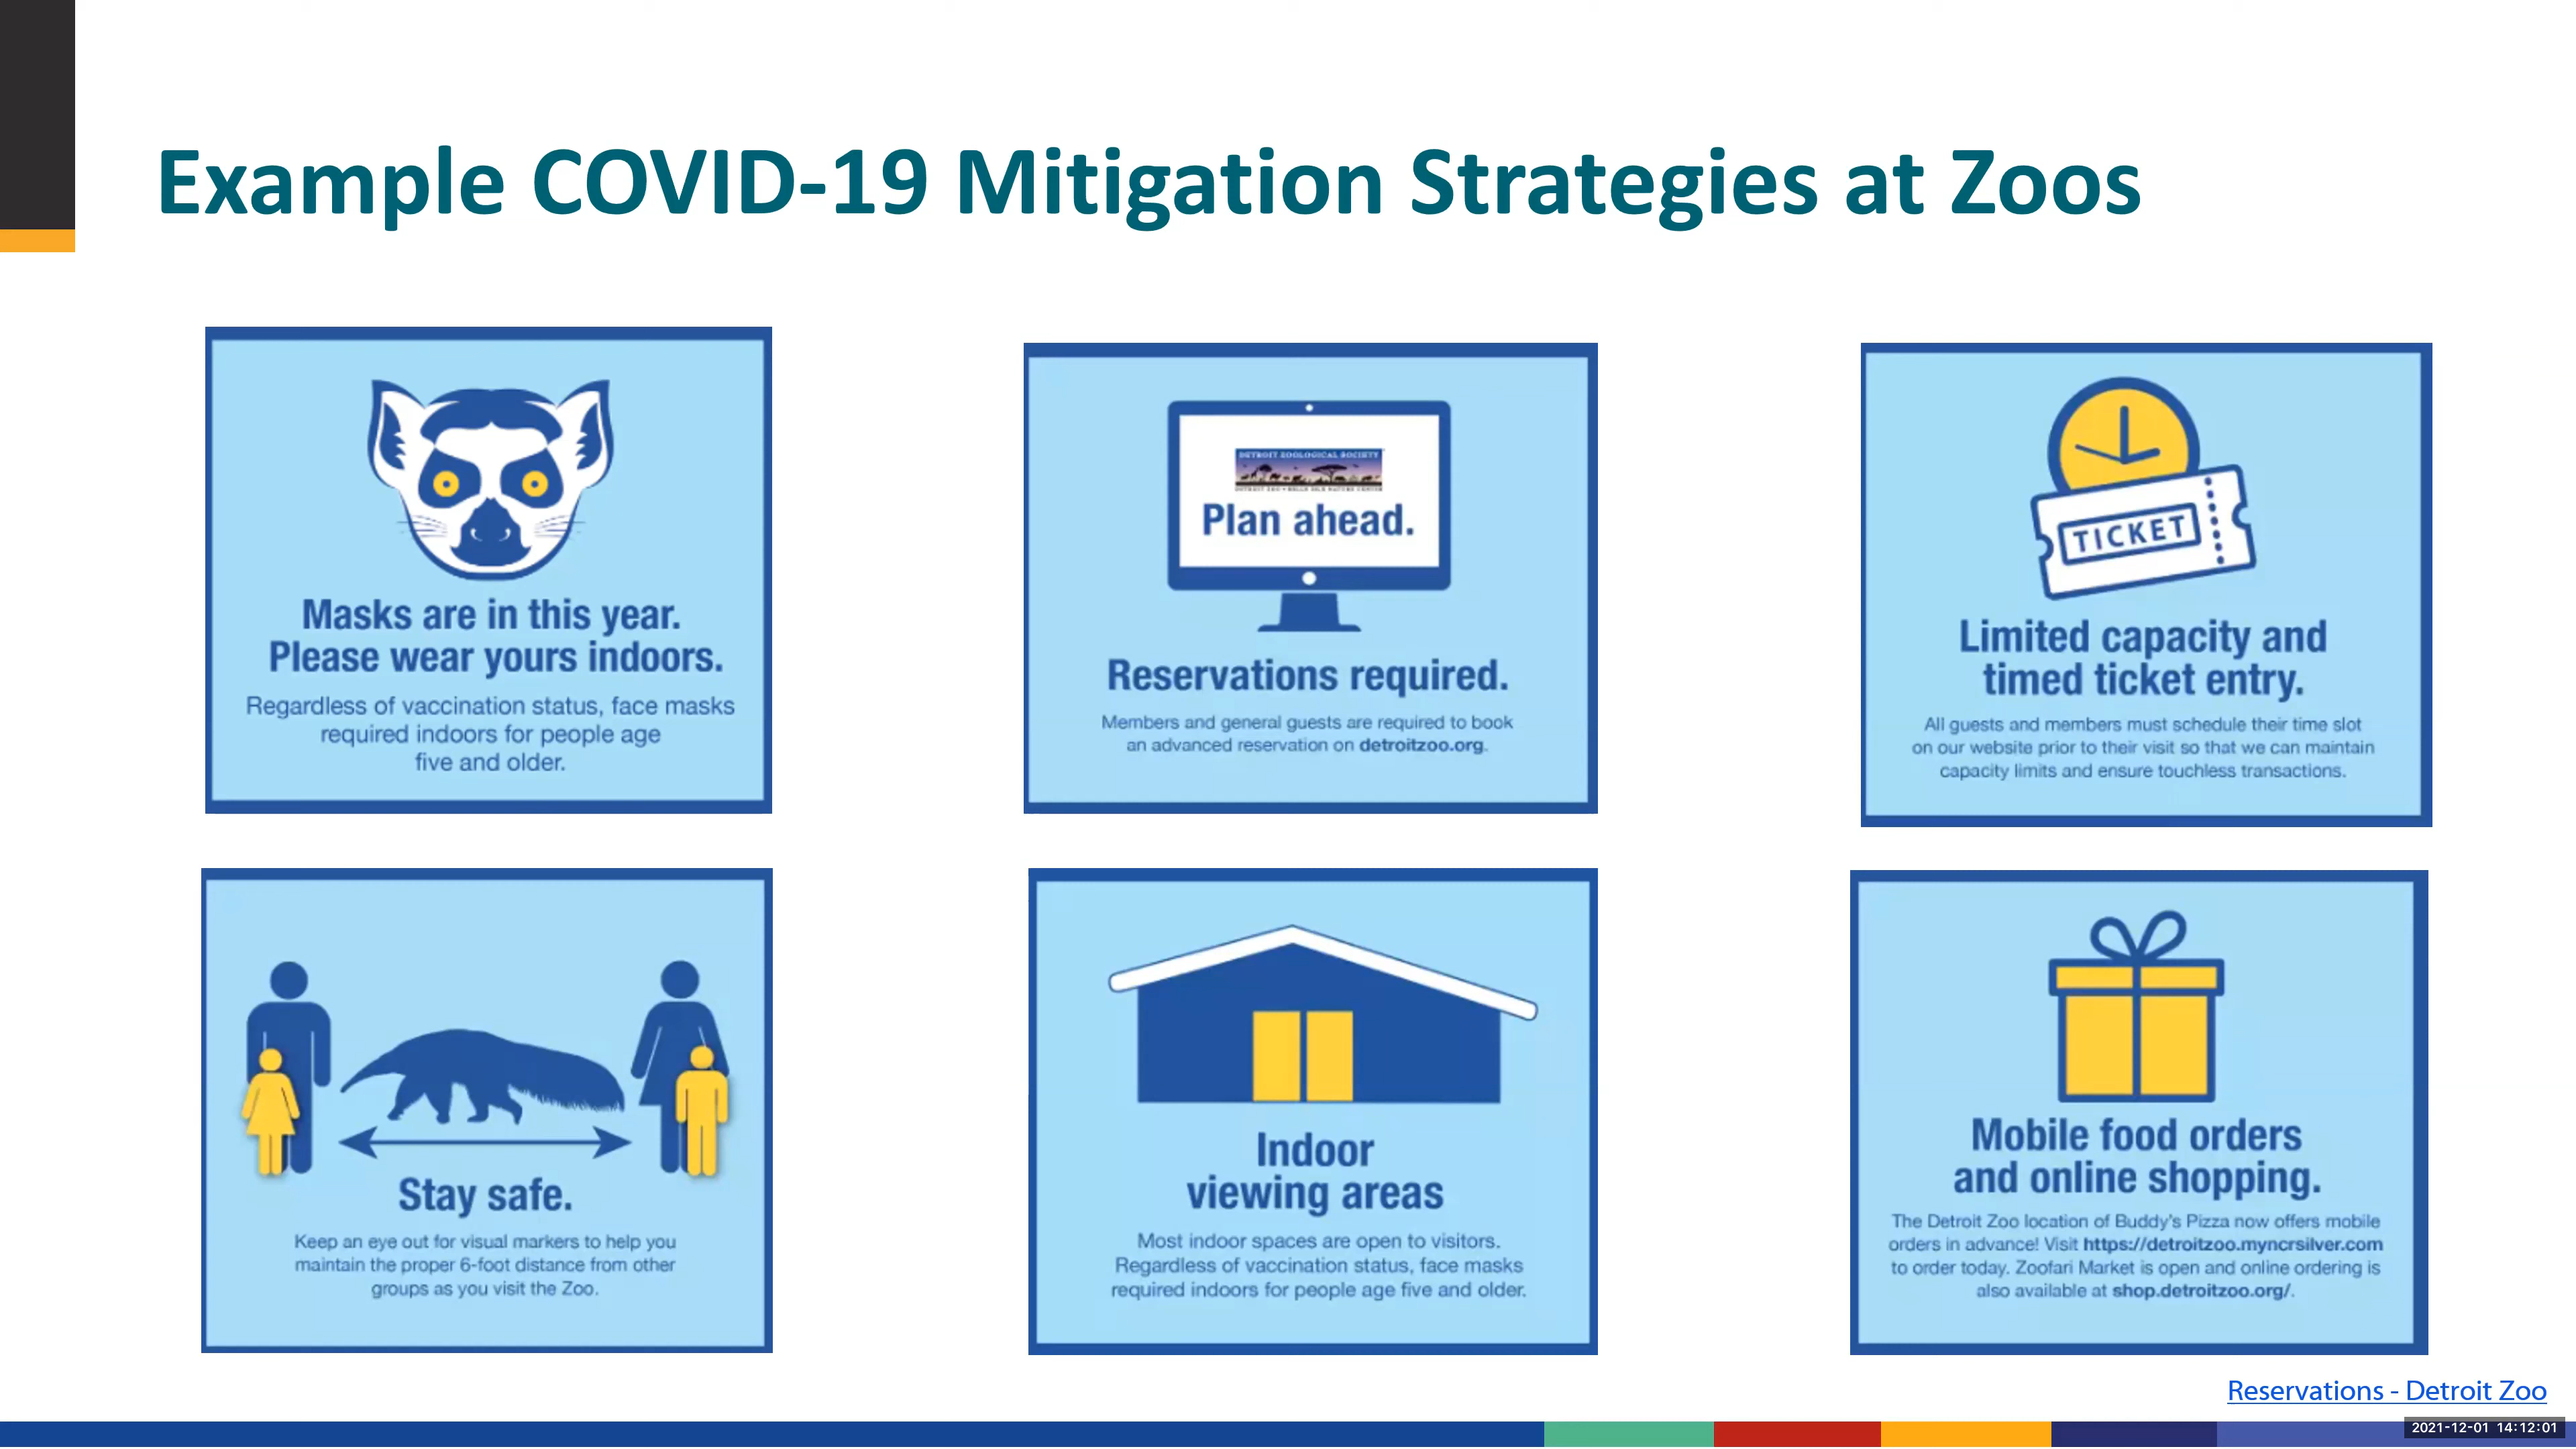 Example COVID-19 Mitigation Strategies at Zoos
Masks are in this year.
Please wear yours indoors.
Regardless of vaccination status, face masks
required indoors for people age
five and older.
DETROIT ZOOLOGICAL SOCIETY
Plan ahead.
Reservations required.
Members and general guests are required to book
an advanced reservation on detroitzoo.org.
TICKET
Limited capacity and
timed ticket entry.
All guests and members must schedule their time slot
on our website prior to their visit so that we can maintain
capacity limits and ensure touchless transactions.
Stay safe.
Keep an eye out for visual markers to help you
maintain the proper 6-foot distance from other
groups as you visit the Zoo.
Indoor
viewing areas
Most indoor spaces are open to visitors.
Regardless of vaccination status, face masks
required indoors for people age five and older.
Mobile food orders
and online shopping.
The Detroit Zoo location of Buddy's Pizza now offers mobile
orders in advance! Visit https://detroitzoo.myncrsilver.com
to order today. Zoofari Market is open and online ordering is
also available at shop.detroitzoo.org/.
Reservations - Detroit Zoo
2021-12-01 14:12:01